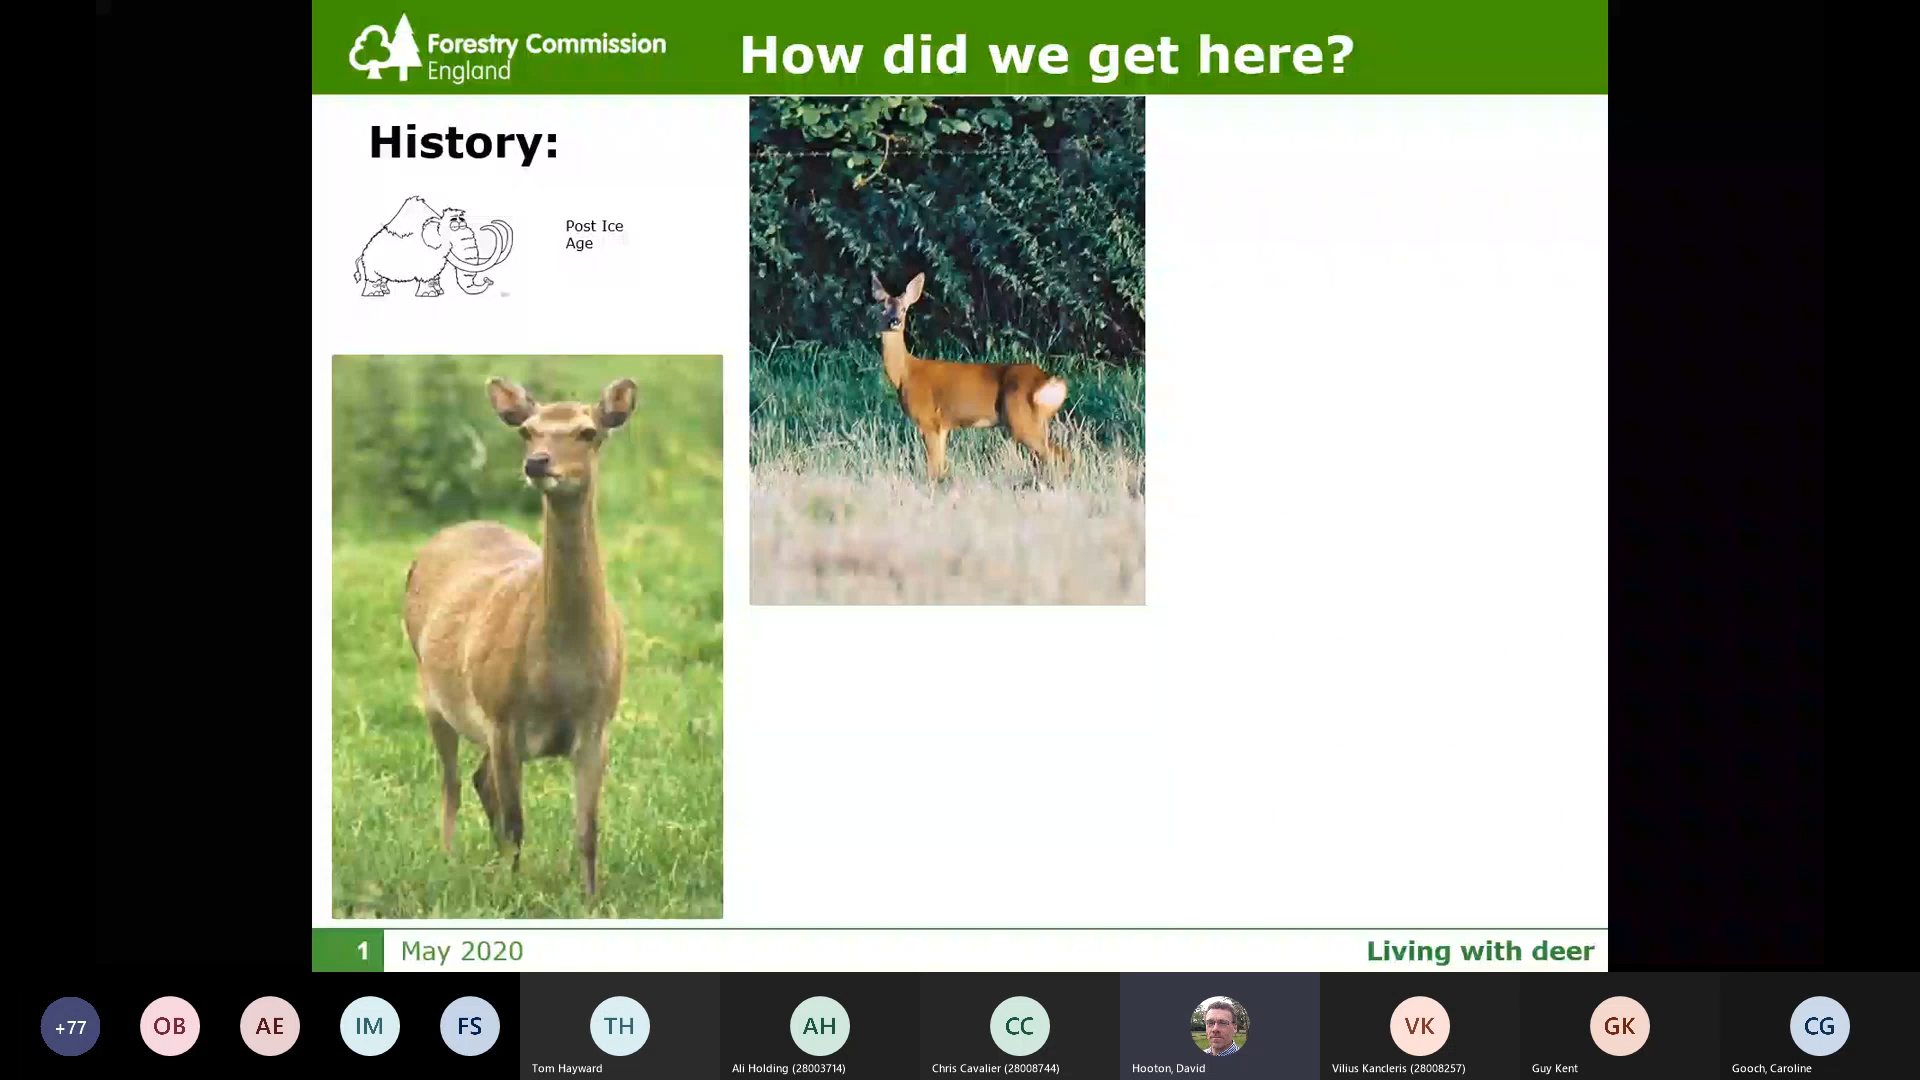 Forestry Commission
England
How did we get here?
History:
Post Ice
Age
1
May 2020
Living with deer
+77
OB
AE
IM
FS
TH
Tom Hayward
AH
Ali Holding (28003714)
CC
Chris Cavalier (28008744)
Hooton, David
VK
Vilius Kancleris (28008257)
GK
Guy Kent
CG
Gooch, Caroline